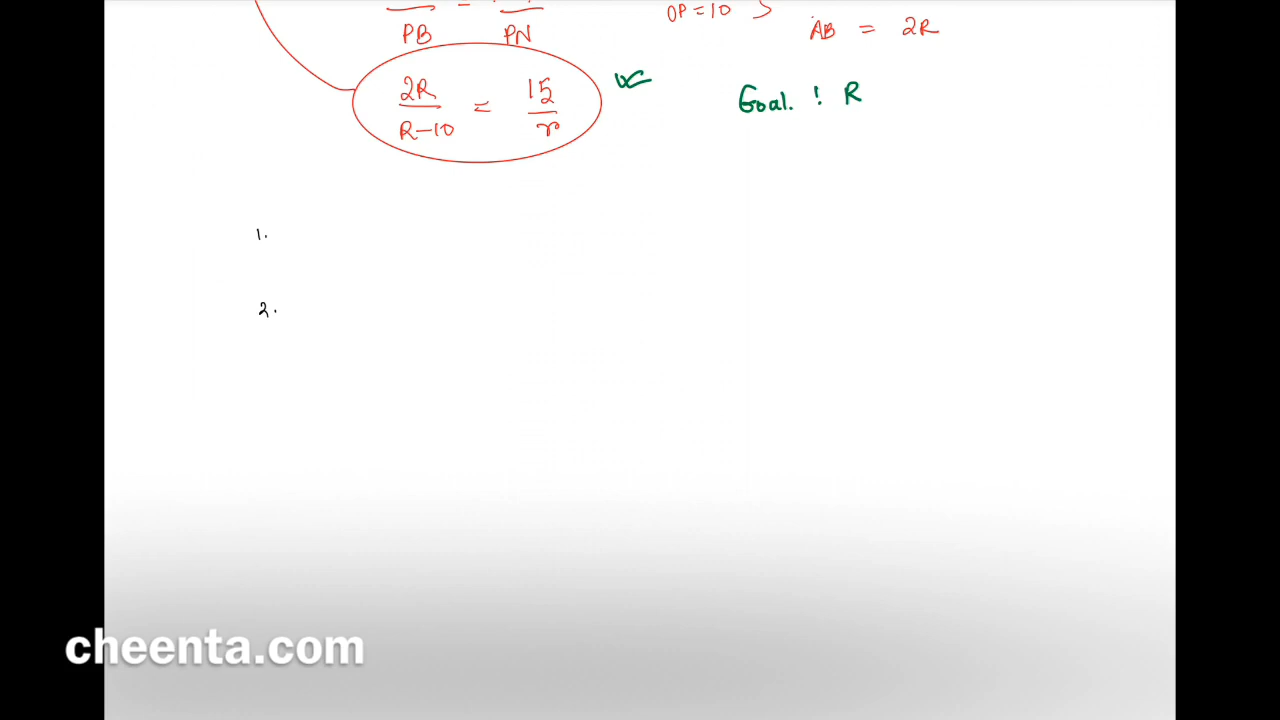 OP = 10
AB = 2R
PB PN
2R / R-10 = 15 / r
Goal. ! R
1.
2.
cheenta.com